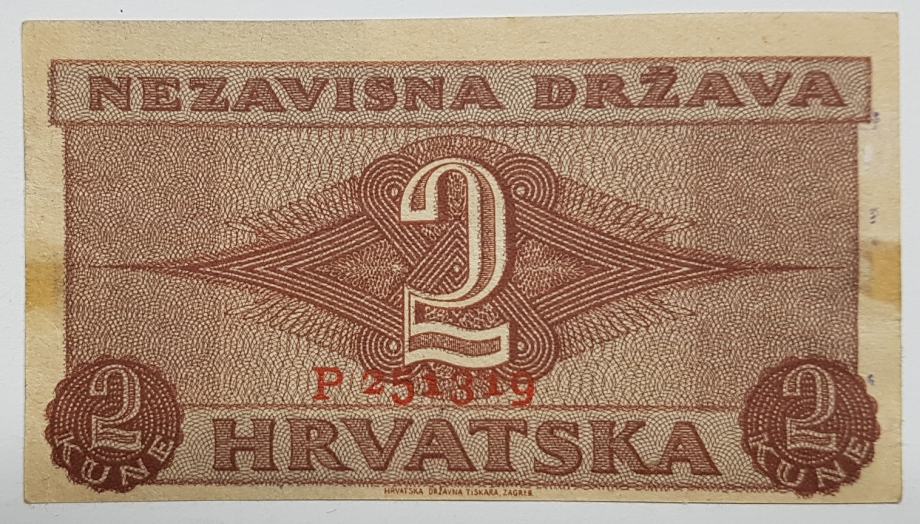 NEZAVISNA DRŽAVA
2
P 251319
2 KUNE
HRVATSKA
2 KUNE
HRVATSKA DRŽAVNA TISKARA, ZAGREB